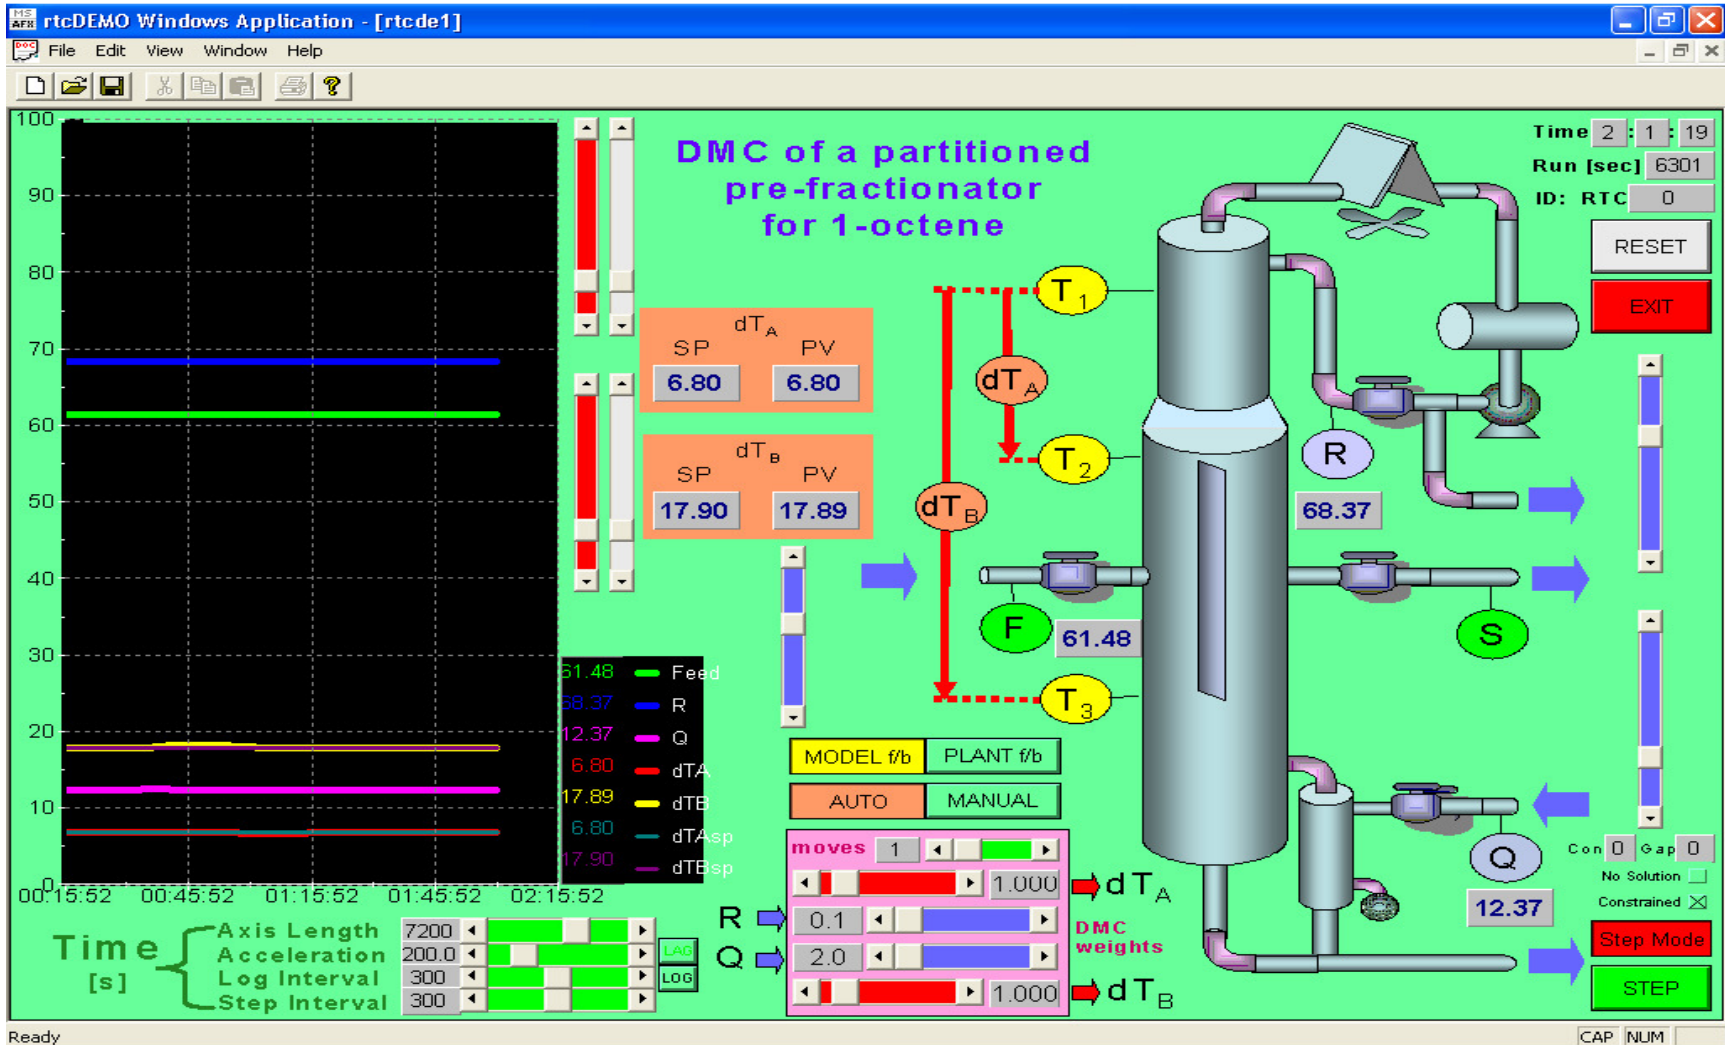 MS AFX rtcDEMO Windows Application - [rtcde1]
DOC File Edit View Window Help
100
90
80
70
60
50
40
30
20
10
0
00:15:52 00:45:52 01:15:52 01:45:52 02:15:52
61.48 Feed
68.37 R
12.37 Q
6.80 dTA
17.89 dTB
6.80 dTAsp
17.90 dTBsp
Time [s]
Axis Length 7200
Acceleration 200.0
Log Interval 300
Step Interval 300
LAG
LOG
DMC of a partitioned
pre-fractionator
for 1-octene
dTA
SP PV
6.80 6.80
dTB
SP PV
17.90 17.89
T1
dTA
T2
dTB
T3
R
68.37
F
61.48
S
Q
12.37
MODEL f/b PLANT f/b
AUTO MANUAL
moves 1
1.000 dTA
R 0.1
DMC
weights
Q 2.0
1.000 dTB
Time 2 : 1 : 19
Run [sec] 6301
ID: RTC 0
RESET
EXIT
Con 0 Gap 0
No Solution
Constrained
Step Mode
STEP
Ready
CAP NUM